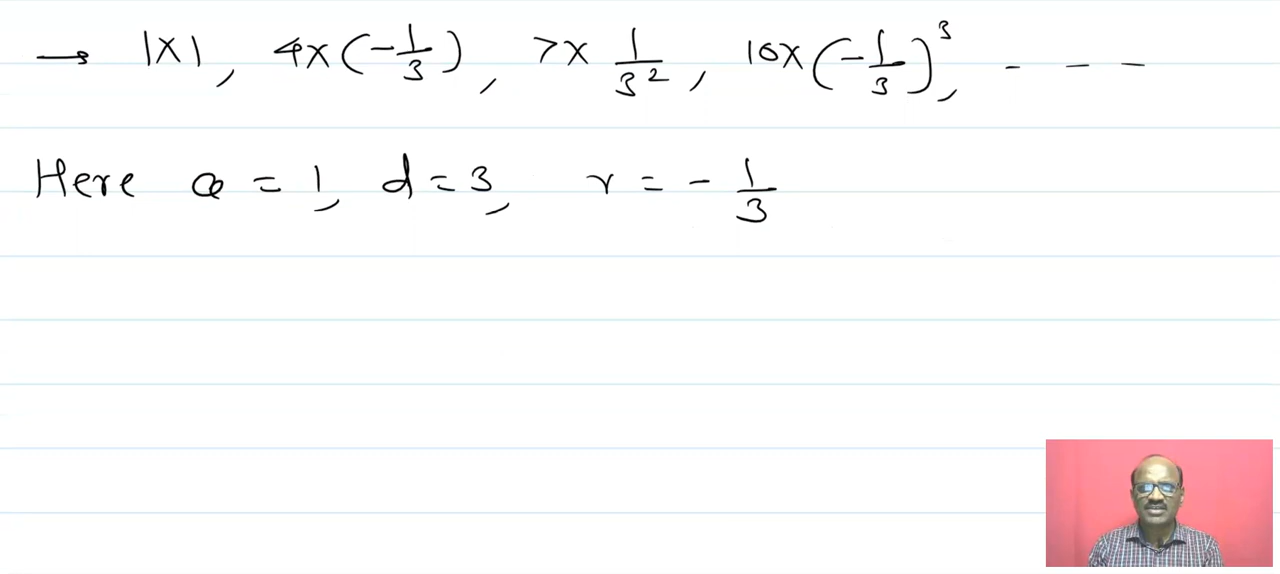 → 1×1, 4×(-1/3), 7× 1/3², 10×(-1/3)³, - - -
Here a = 1, d = 3, r = - 1/3